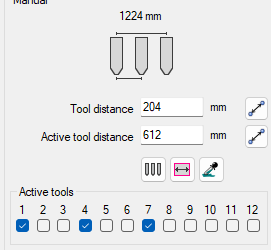 Manual
1224 mm
Tool distance 204 mm
Active tool distance 612 mm
Active tools
1 2 3 4 5 6 7 8 9 10 11 12